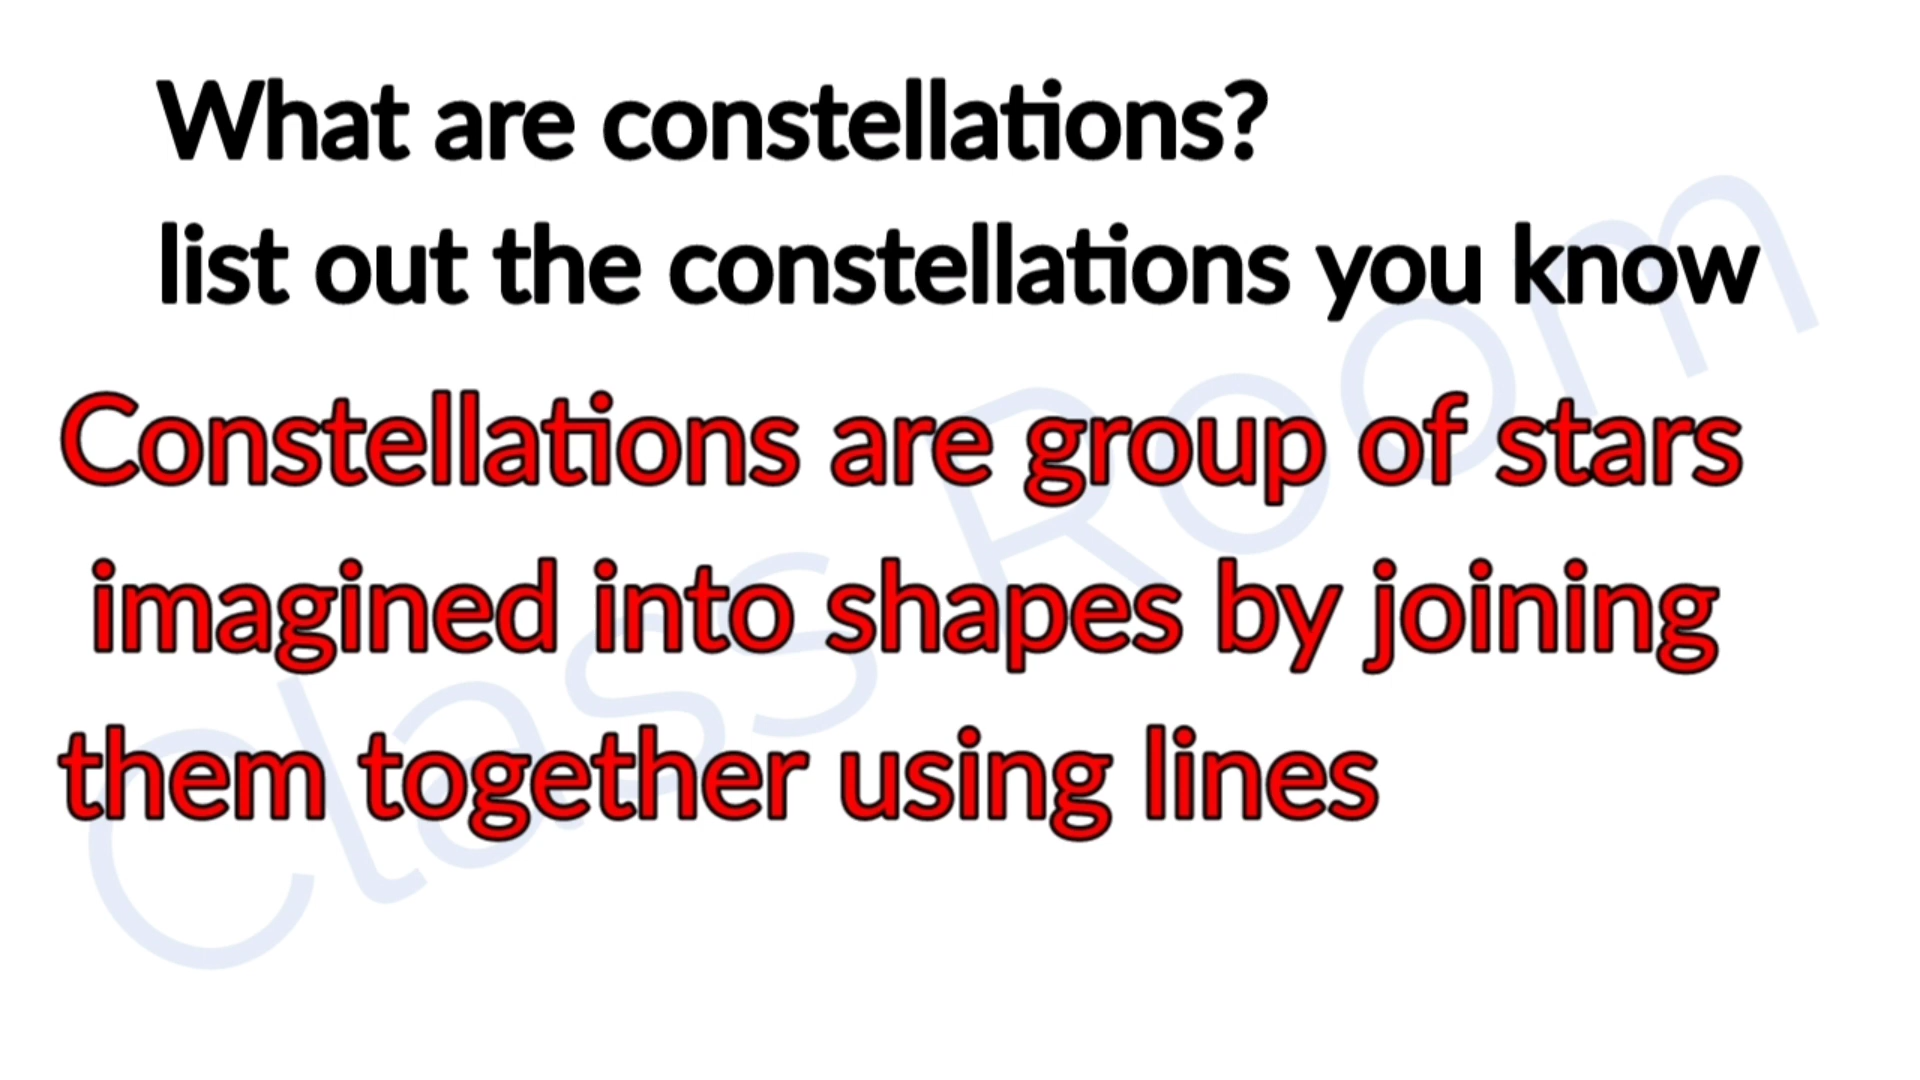 What are constellations?
list out the constellations you know
Constellations are group of stars
imagined into shapes by joining
them together using lines
Class Room